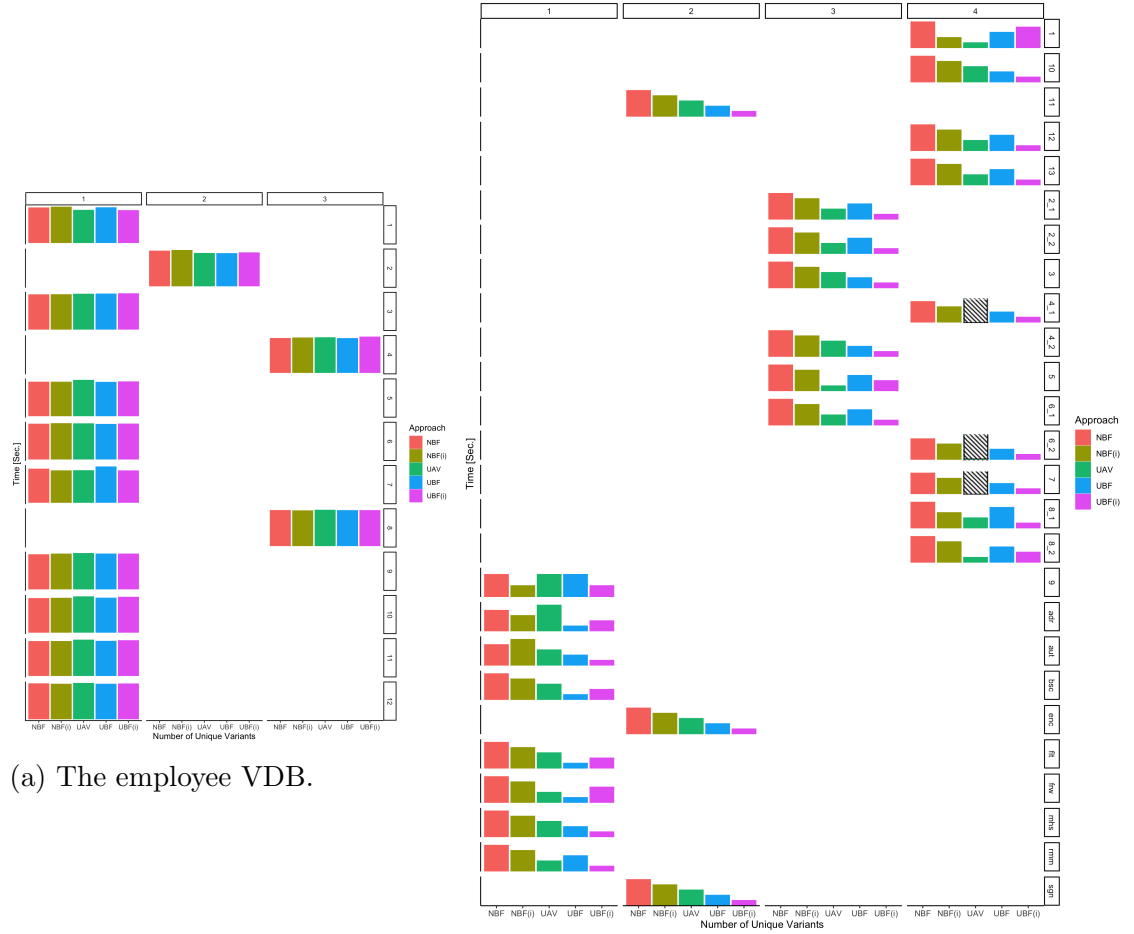 1
2
3
4
1
10
11
12
13
2_1
2_2
3
4_1
4_2
5
6_1
6_2
7
8_1
8_2
9
adr
aut
bsc
enc
flt
frw
mhs
rmm
sgn
Time [Sec.]
NBF NBF(i) UAV UBF UBF(i) NBF NBF(i) UAV UBF UBF(i) NBF NBF(i) UAV UBF UBF(i) NBF NBF(i) UAV UBF UBF(i)
Number of Unique Variants
Approach
NBF
NBF(i)
UAV
UBF
UBF(i)
1
2
3
1
2
3
4
5
6
7
8
9
10
11
12
Time [Sec.]
NBF NBF(i) UAV UBF UBF(i) NBF NBF(i) UAV UBF UBF(i) NBF NBF(i) UAV UBF UBF(i)
Number of Unique Variants
Approach
NBF
NBF(i)
UAV
UBF
UBF(i)
(a) The employee VDB.